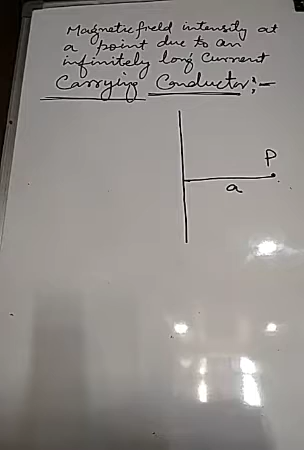 Magnetic field intensity at
a point due to an
infinitely long current
Carrying Conductor:-
P
a